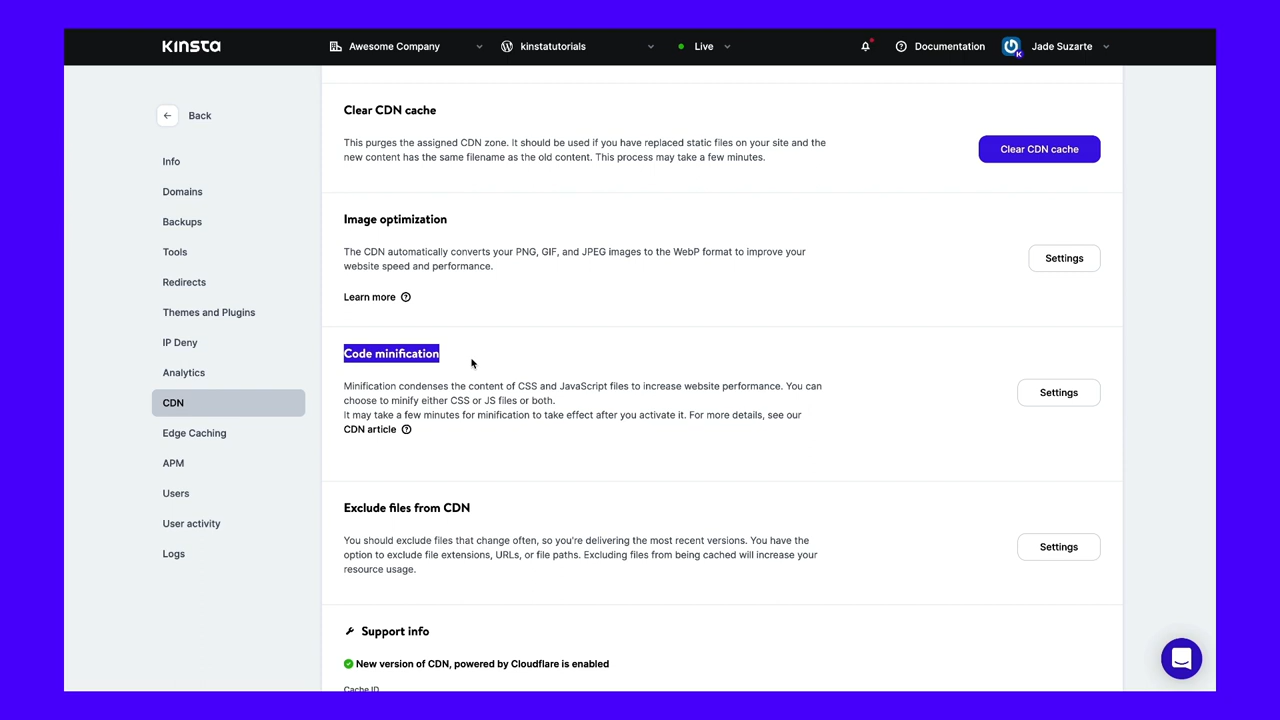 KINSTA
Awesome Company
kinstatutorials
Live
Documentation
Jade Suzarte
K
Back
Info
Domains
Backups
Tools
Redirects
Themes and Plugins
IP Deny
Analytics
CDN
Edge Caching
APM
Users
User activity
Logs
Clear CDN cache
This purges the assigned CDN zone. It should be used if you have replaced static files on your site and the
new content has the same filename as the old content. This process may take a few minutes.
Clear CDN cache
Image optimization
The CDN automatically converts your PNG, GIF, and JPEG images to the WebP format to improve your
website speed and performance.
Learn more
Settings
Code minification
Minification condenses the content of CSS and JavaScript files to increase website performance. You can
choose to minify either CSS or JS files or both.
It may take a few minutes for minification to take effect after you activate it. For more details, see our
CDN article
Settings
Exclude files from CDN
You should exclude files that change often, so you're delivering the most recent versions. You have the
option to exclude file extensions, URLs, or file paths. Excluding files from being cached will increase your
resource usage.
Settings
Support info
New version of CDN, powered by Cloudflare is enabled
Cache ID